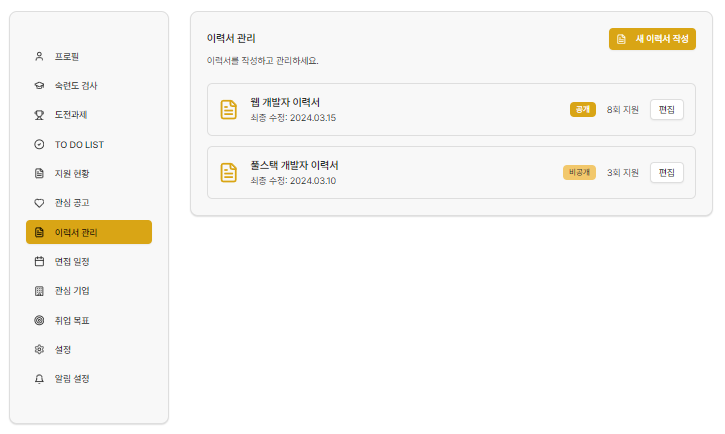 프로필
숙련도 검사
도전과제
TO DO LIST
지원 현황
관심 공고
이력서 관리
면접 일정
관심 기업
취업 목표
설정
알림 설정
이력서 관리
새 이력서 작성
이력서를 작성하고 관리하세요.
웹 개발자 이력서
최종 수정: 2024.03.15
공개
8회 지원
편집
풀스택 개발자 이력서
최종 수정: 2024.03.10
비공개
3회 지원
편집